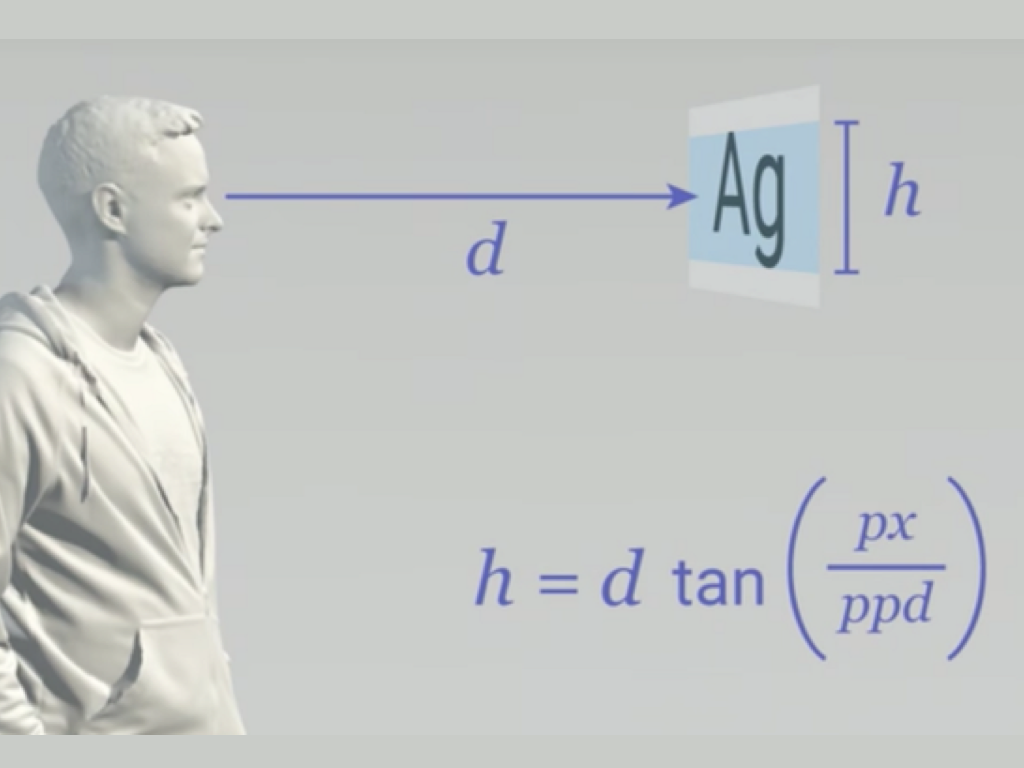 Ag
h
d
h = d tan (px/ppd)